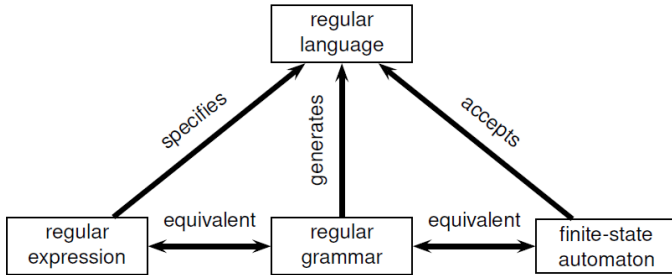 regular
language
specifies
generates
accepts
regular
expression
equivalent
regular
grammar
equivalent
finite-state
automaton